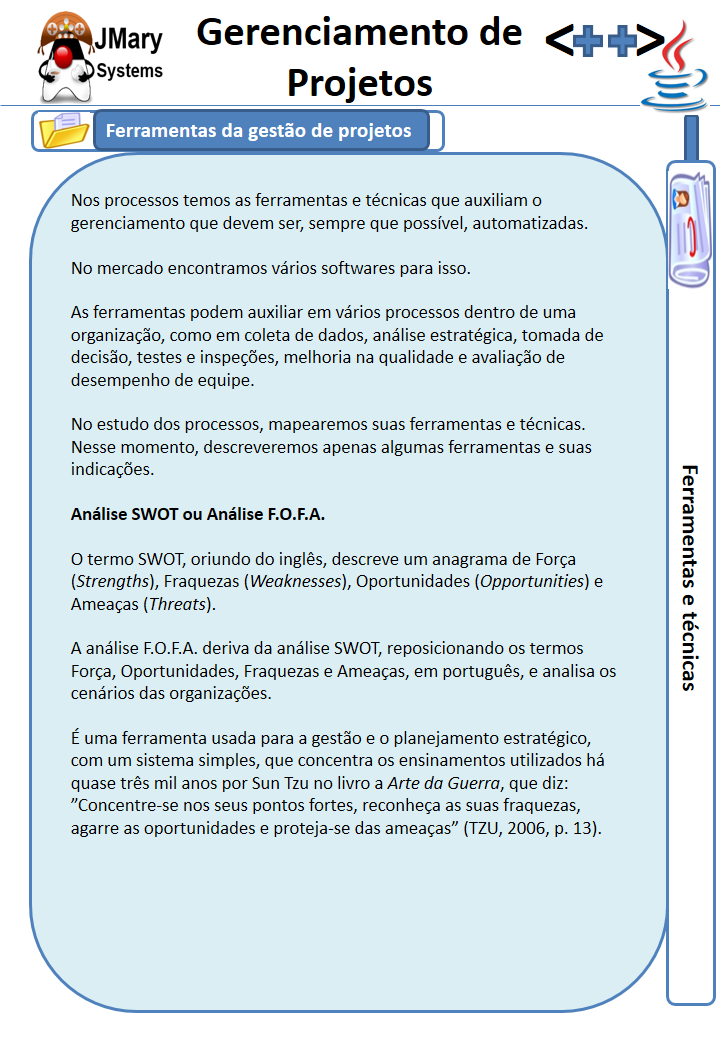 JMary
Systems
Gerenciamento de
Projetos
<++>
Ferramentas da gestão de projetos
Nos processos temos as ferramentas e técnicas que auxiliam o
gerenciamento que devem ser, sempre que possível, automatizadas.
No mercado encontramos vários softwares para isso.
As ferramentas podem auxiliar em vários processos dentro de uma
organização, como em coleta de dados, análise estratégica, tomada de
decisão, testes e inspeções, melhoria na qualidade e avaliação de
desempenho de equipe.
No estudo dos processos, mapearemos suas ferramentas e técnicas.
Nesse momento, descreveremos apenas algumas ferramentas e suas
indicações.
Análise SWOT ou Análise F.O.F.A.
O termo SWOT, oriundo do inglês, descreve um anagrama de Força
(Strengths), Fraquezas (Weaknesses), Oportunidades (Opportunities) e
Ameaças (Threats).
A análise F.O.F.A. deriva da análise SWOT, reposicionando os termos
Força, Oportunidades, Fraquezas e Ameaças, em português, e analisa os
cenários das organizações.
É uma ferramenta usada para a gestão e o planejamento estratégico,
com um sistema simples, que concentra os ensinamentos utilizados há
quase três mil anos por Sun Tzu no livro a Arte da Guerra, que diz:
”Concentre-se nos seus pontos fortes, reconheça as suas fraquezas,
agarre as oportunidades e proteja-se das ameaças” (TZU, 2006, p. 13).
Ferramentas e técnicas